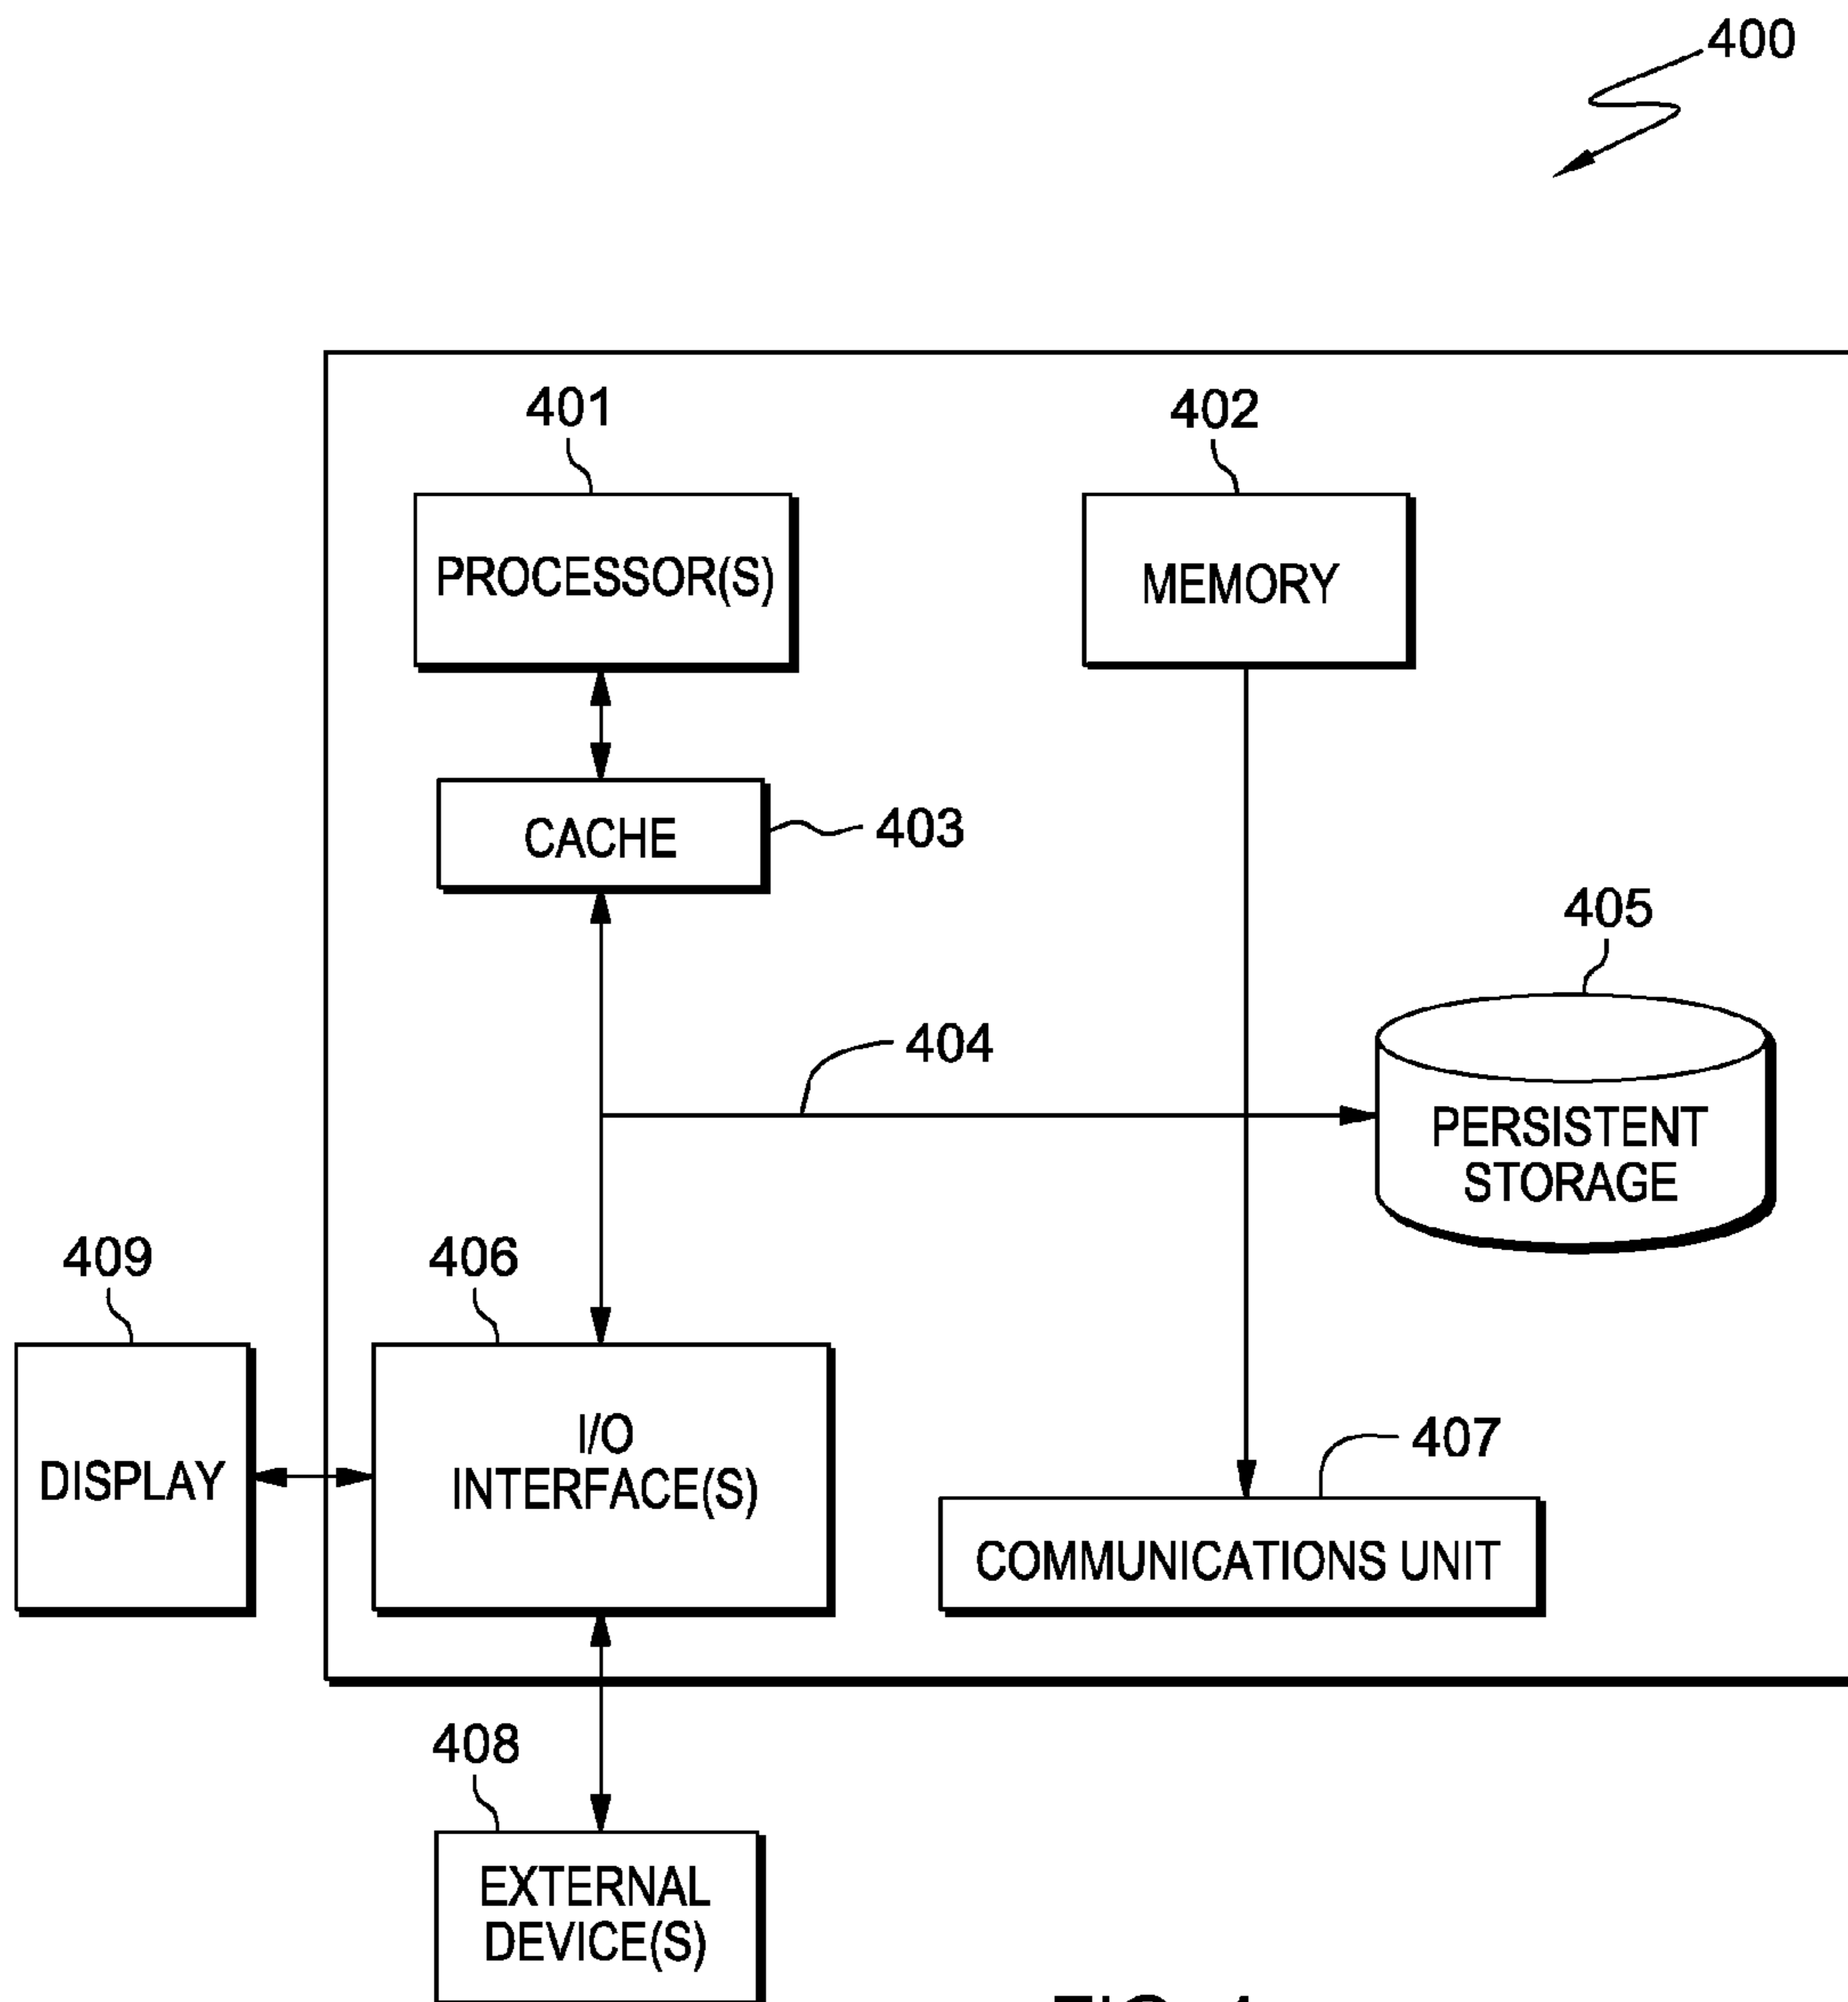 400
401
402
PROCESSOR(S)
MEMORY
CACHE
403
405
404
PERSISTENT
STORAGE
409
406
I/O
INTERFACE(S)
DISPLAY
407
COMMUNICATIONS UNIT
408
EXTERNAL
DEVICE(S)